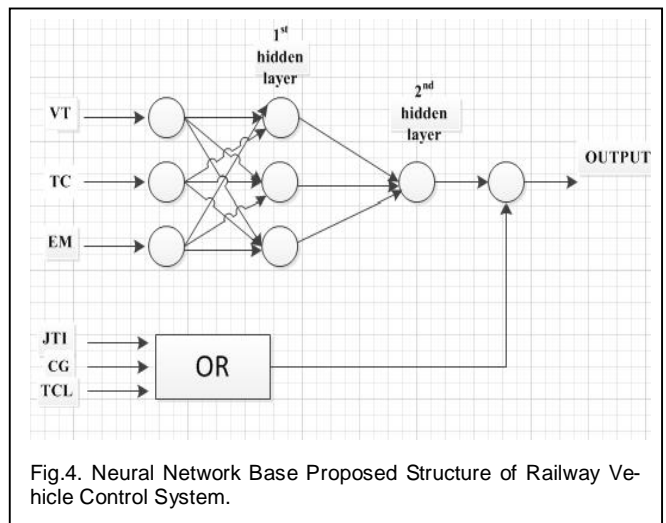 1st
hidden
layer
2nd
hidden
layer
VT
TC
EM
OUTPUT
JTI
CG
TCL
OR
Fig.4. Neural Network Base Proposed Structure of Railway Ve-
hicle Control System.